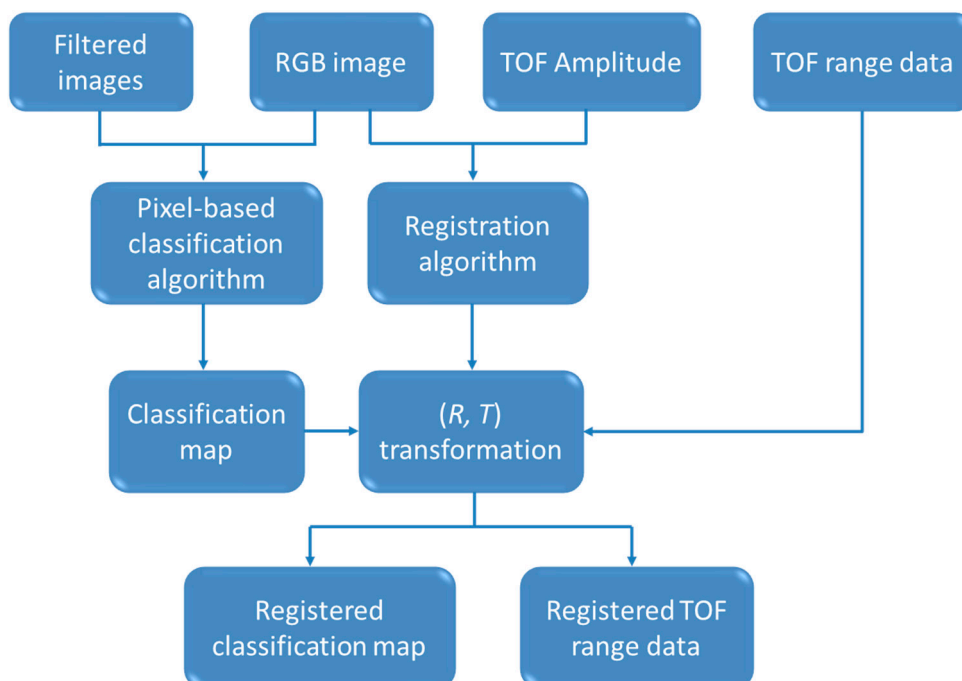 Filtered
images
RGB image
TOF Amplitude
TOF range data
Pixel-based
classification
algorithm
Registration
algorithm
Classification
map
(R, T)
transformation
Registered
classification map
Registered TOF
range data